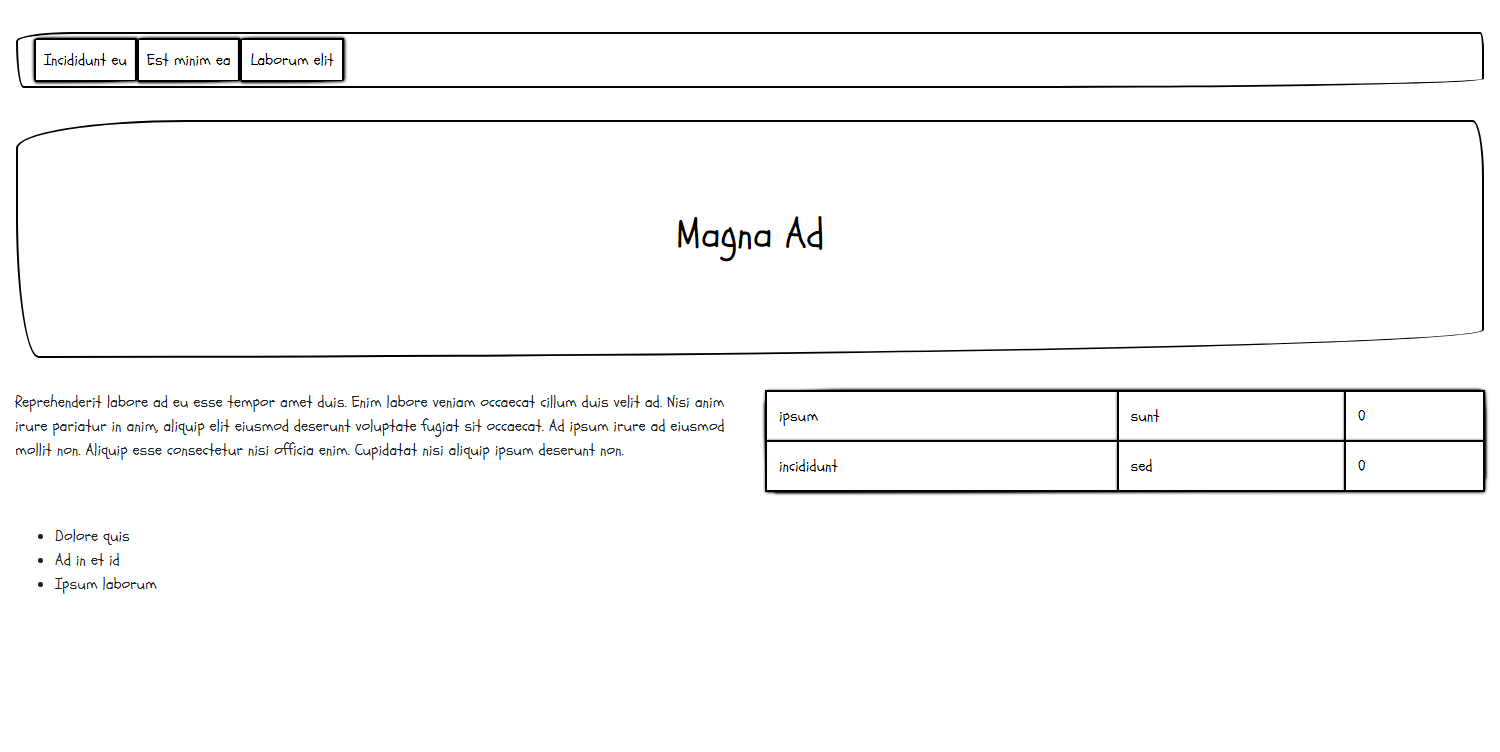 Incididunt eu Est minim ea Laborum elit
Magna Ad
Reprehenderit labore ad eu esse tempor amet duis. Enim labore veniam occaecat cillum duis velit ad. Nisi anim
irure pariatur in anim, aliquip elit eiusmod deserunt voluptate fugiat sit occaecat. Ad ipsum irure ad eiusmod
mollit non. Aliquip esse consectetur nisi officia enim. Cupidatat nisi aliquip ipsum deserunt non.
ipsum sunt 0
incididunt sed 0
Dolore quis
Ad in et id
Ipsum laborum